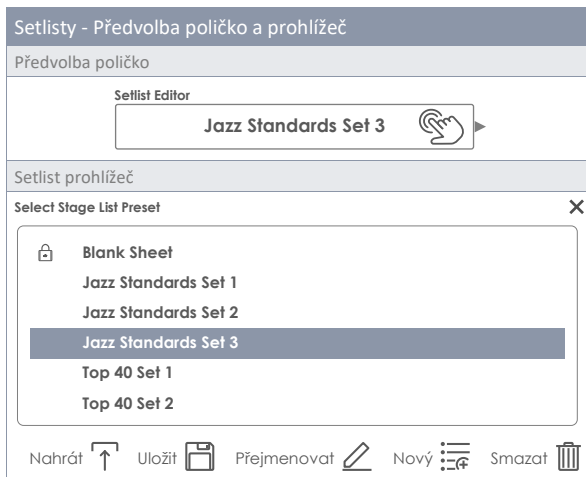 Setlisty - Předvolba poličko a prohlížeč
Předvolba poličko
Setlist Editor
Jazz Standards Set 3
Setlist prohlížeč
Select Stage List Preset
Blank Sheet
Jazz Standards Set 1
Jazz Standards Set 2
Jazz Standards Set 3
Top 40 Set 1
Top 40 Set 2
Nahrát Uložit Přejmenovat Nový Smazat